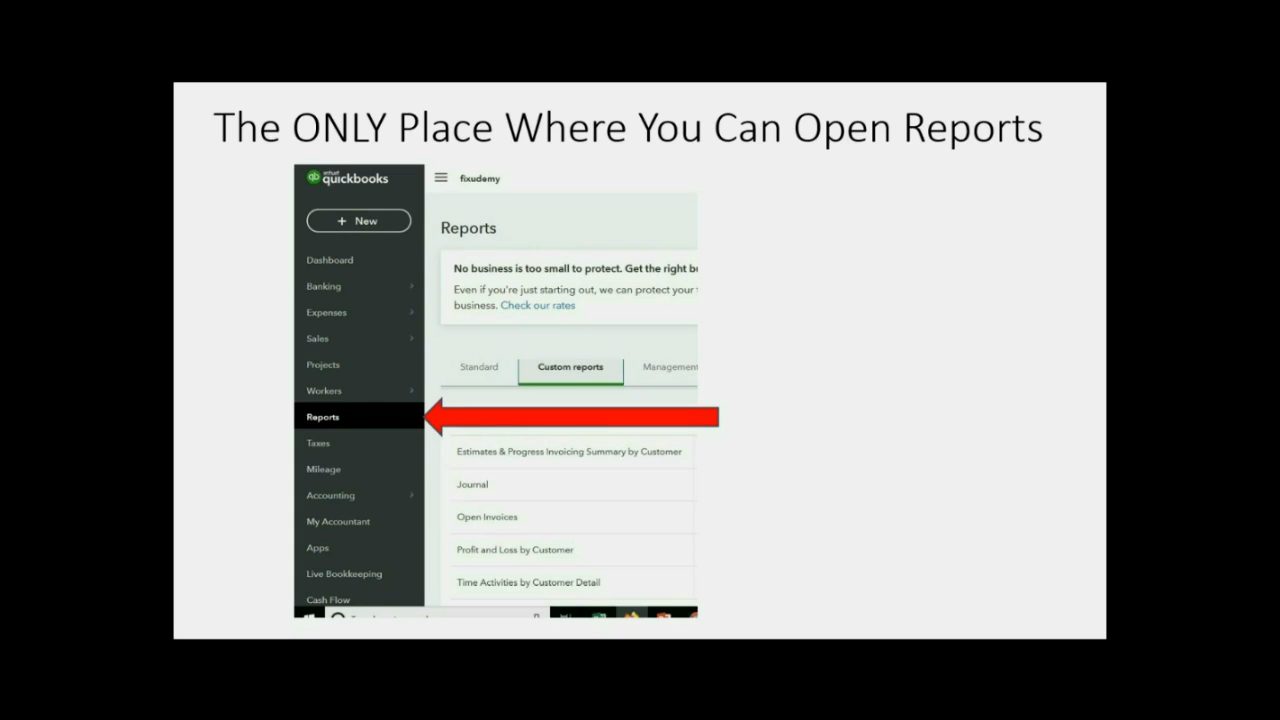 The ONLY Place Where You Can Open Reports
qb intuit quickbooks
fixudemy
+ New
Dashboard
Banking
Expenses
Sales
Projects
Workers
Reports
Taxes
Mileage
Accounting
My Accountant
Apps
Live Bookkeeping
Cash Flow
Reports
No business is too small to protect. Get the right
Even if you're just starting out, we can protect your
business. Check our rates
Standard
Custom reports
Management
Estimates & Progress Invoicing Summary by Customer
Journal
Open Invoices
Profit and Loss by Customer
Time Activities by Customer Detail